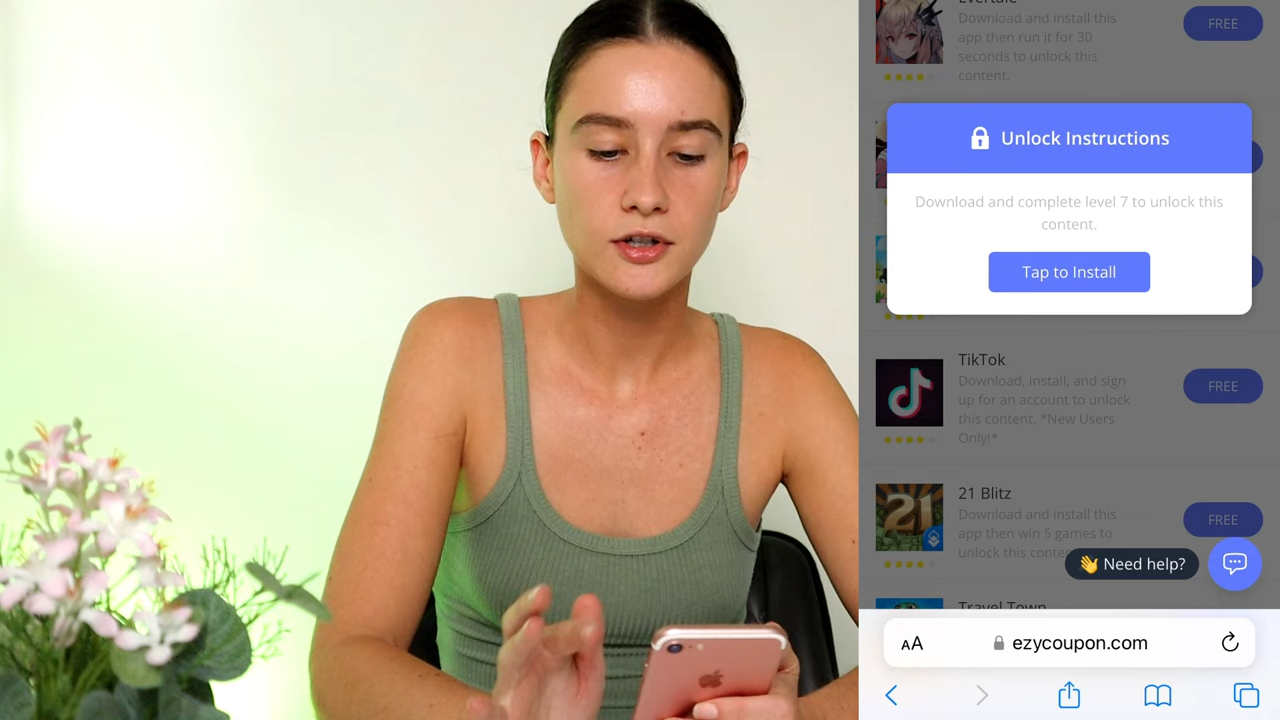 Evertale
Download and install this
app then run it for 30
seconds to unlock this
content.
FREE
Unlock Instructions
Download and complete level 7 to unlock this
content.
Tap to Install
TikTok
Download, install, and sign
up for an account to unlock
this content. *New Users
Only!*
FREE
21 Blitz
Download and install this
app then win 5 games to
unlock this
FREE
21
👋 Need help?
Travel Town
AA
ezycoupon.com